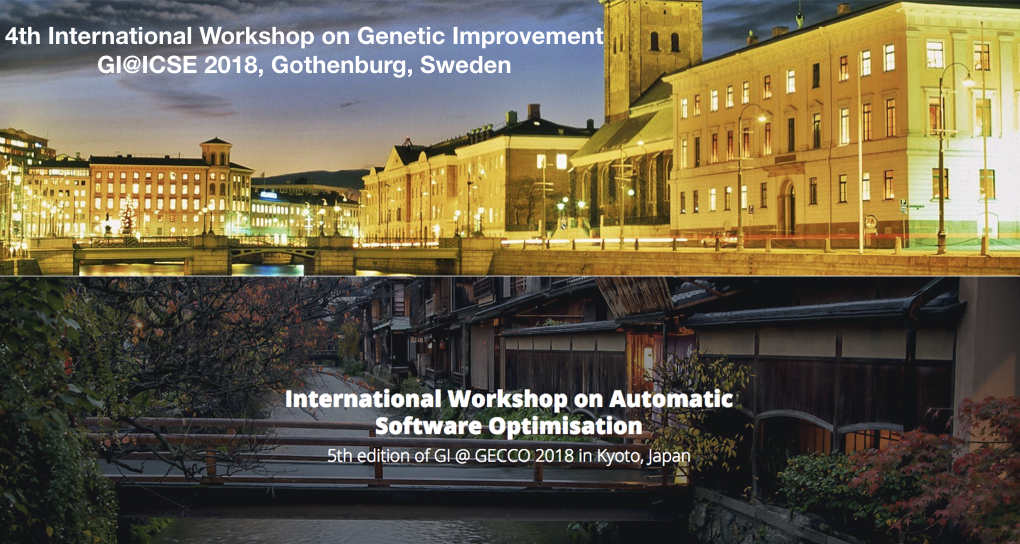 4th International Workshop on Genetic Improvement
GI@ICSE 2018, Gothenburg, Sweden
International Workshop on Automatic
Software Optimisation
5th edition of GI @ GECCO 2018 in Kyoto, Japan